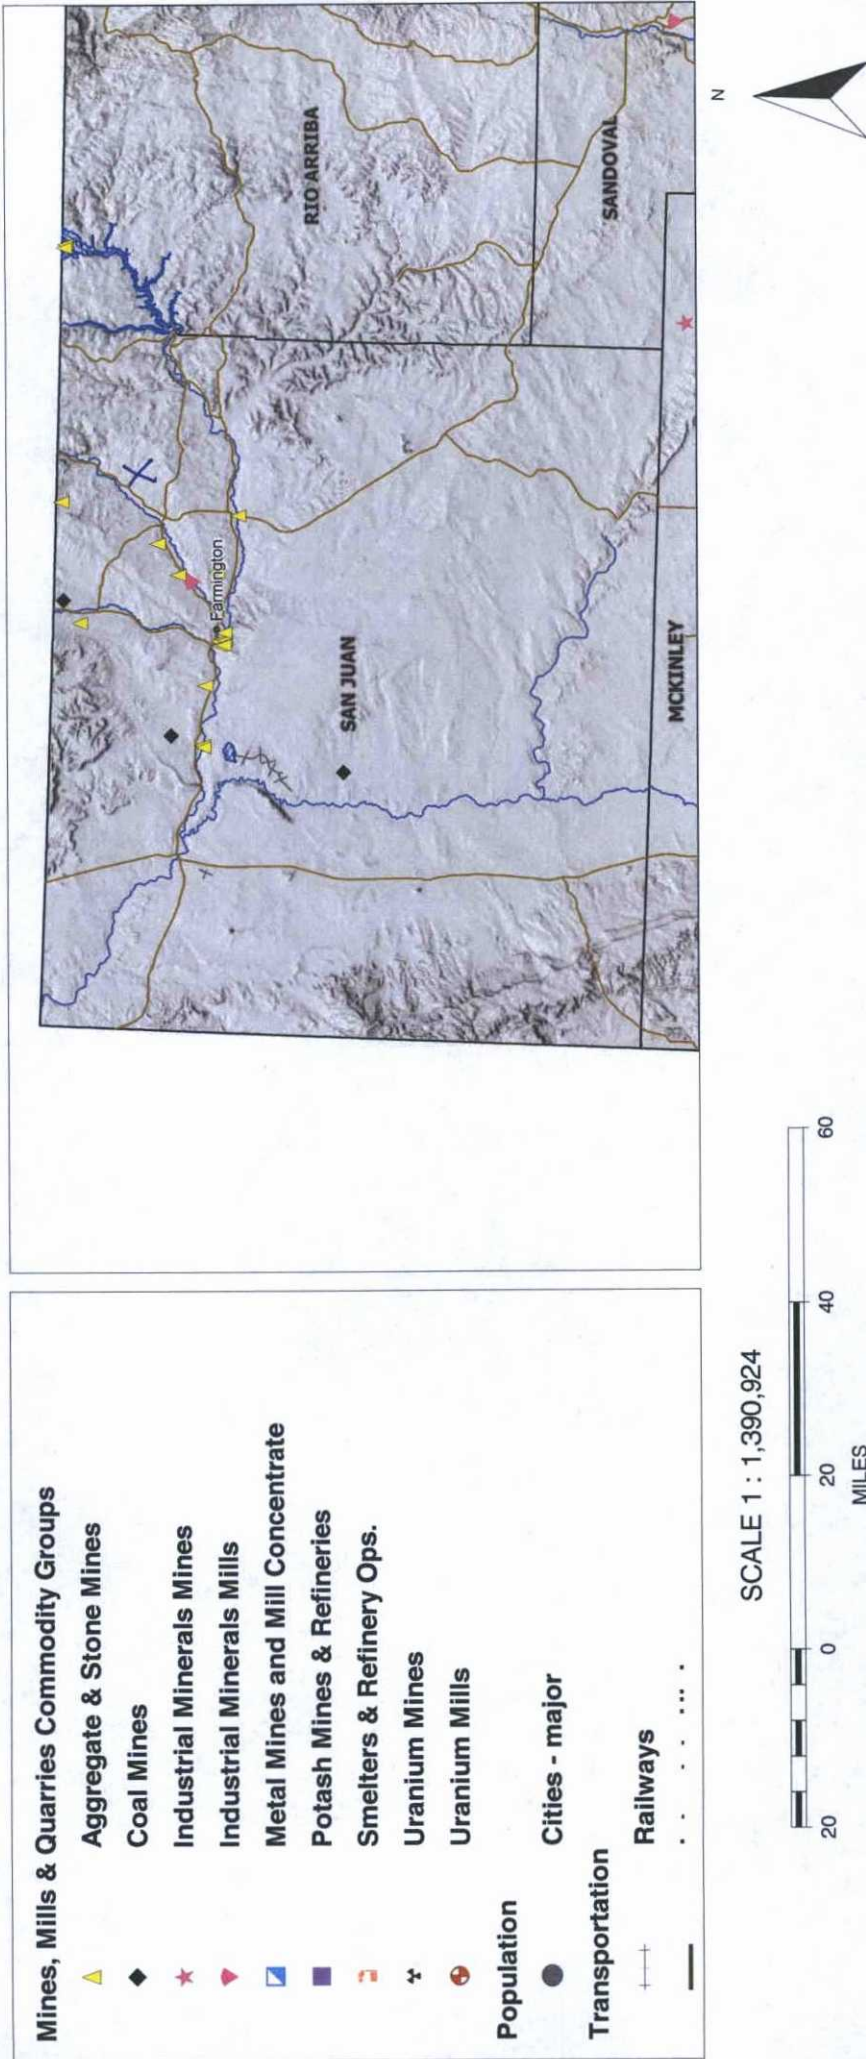 Mines, Mills & Quarries Commodity Groups
Aggregate & Stone Mines
Coal Mines
Industrial Minerals Mines
Industrial Minerals Mills
Metal Mines and Mill Concentrate
Potash Mines & Refineries
Smelters & Refinery Ops.
Uranium Mines
Uranium Mills
Population
Cities - major
Transportation
Railways
Farmington
SAN JUAN
RIO ARRIBA
SANDOVAL
MCKINLEY
N
SCALE 1 : 1,390,924
20 0 20 40 60
MILES